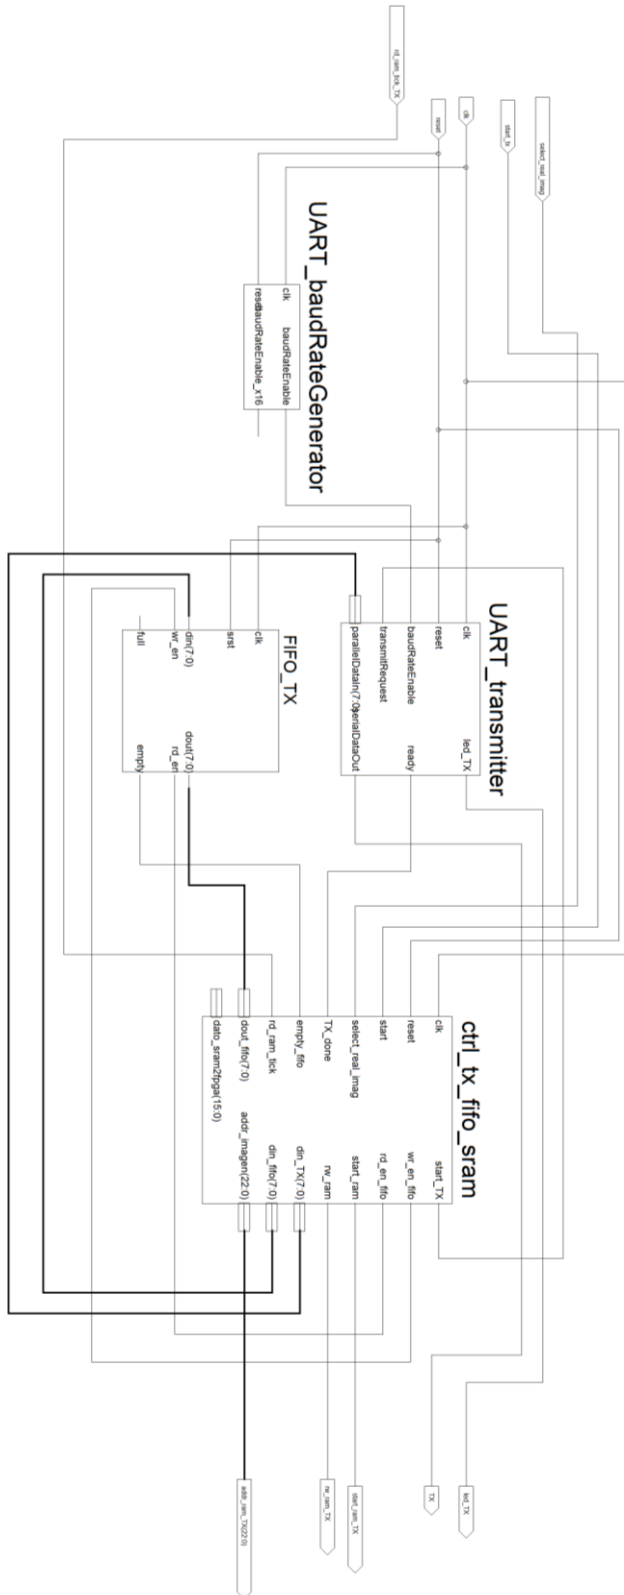 select_real_imag
start_tx
clk
reset
rd_ram_tick_TX
UART_baudRateGenerator
clk
baudRateEnable
reset
baudRateEnable_x16
UART_transmitter
clk
led_TX
reset
baudRateEnable
ready
transmitRequest
parallelDataIn(7:0)
serialDataOut
FIFO_TX
clk
srst
din(7:0)
dout(7:0)
wr_en
rd_en
full
empty
ctrl_tx_fifo_sram
clk
start_TX
reset
wr_en_fifo
start
rd_en_fifo
select_real_imag
start_ram
TX_done
rw_ram
empty_fifo
din_TX(7:0)
rd_ram_tick
din_fifo(7:0)
dout_fifo(7:0)
addr_imagen(22:0)
dato_sram2fpga(15:0)
led_TX
TX
start_ram_TX
rw_ram_TX
addr_ram_TX(22:0)